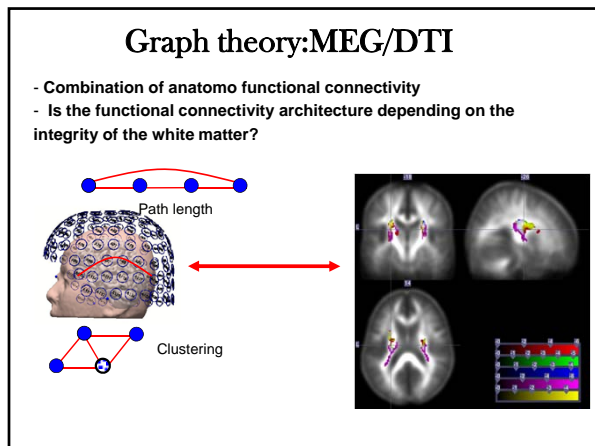 Graph theory:MEG/DTI
- Combination of anatomo functional connectivity
- Is the functional connectivity architecture depending on the
integrity of the white matter?
Path length
Clustering